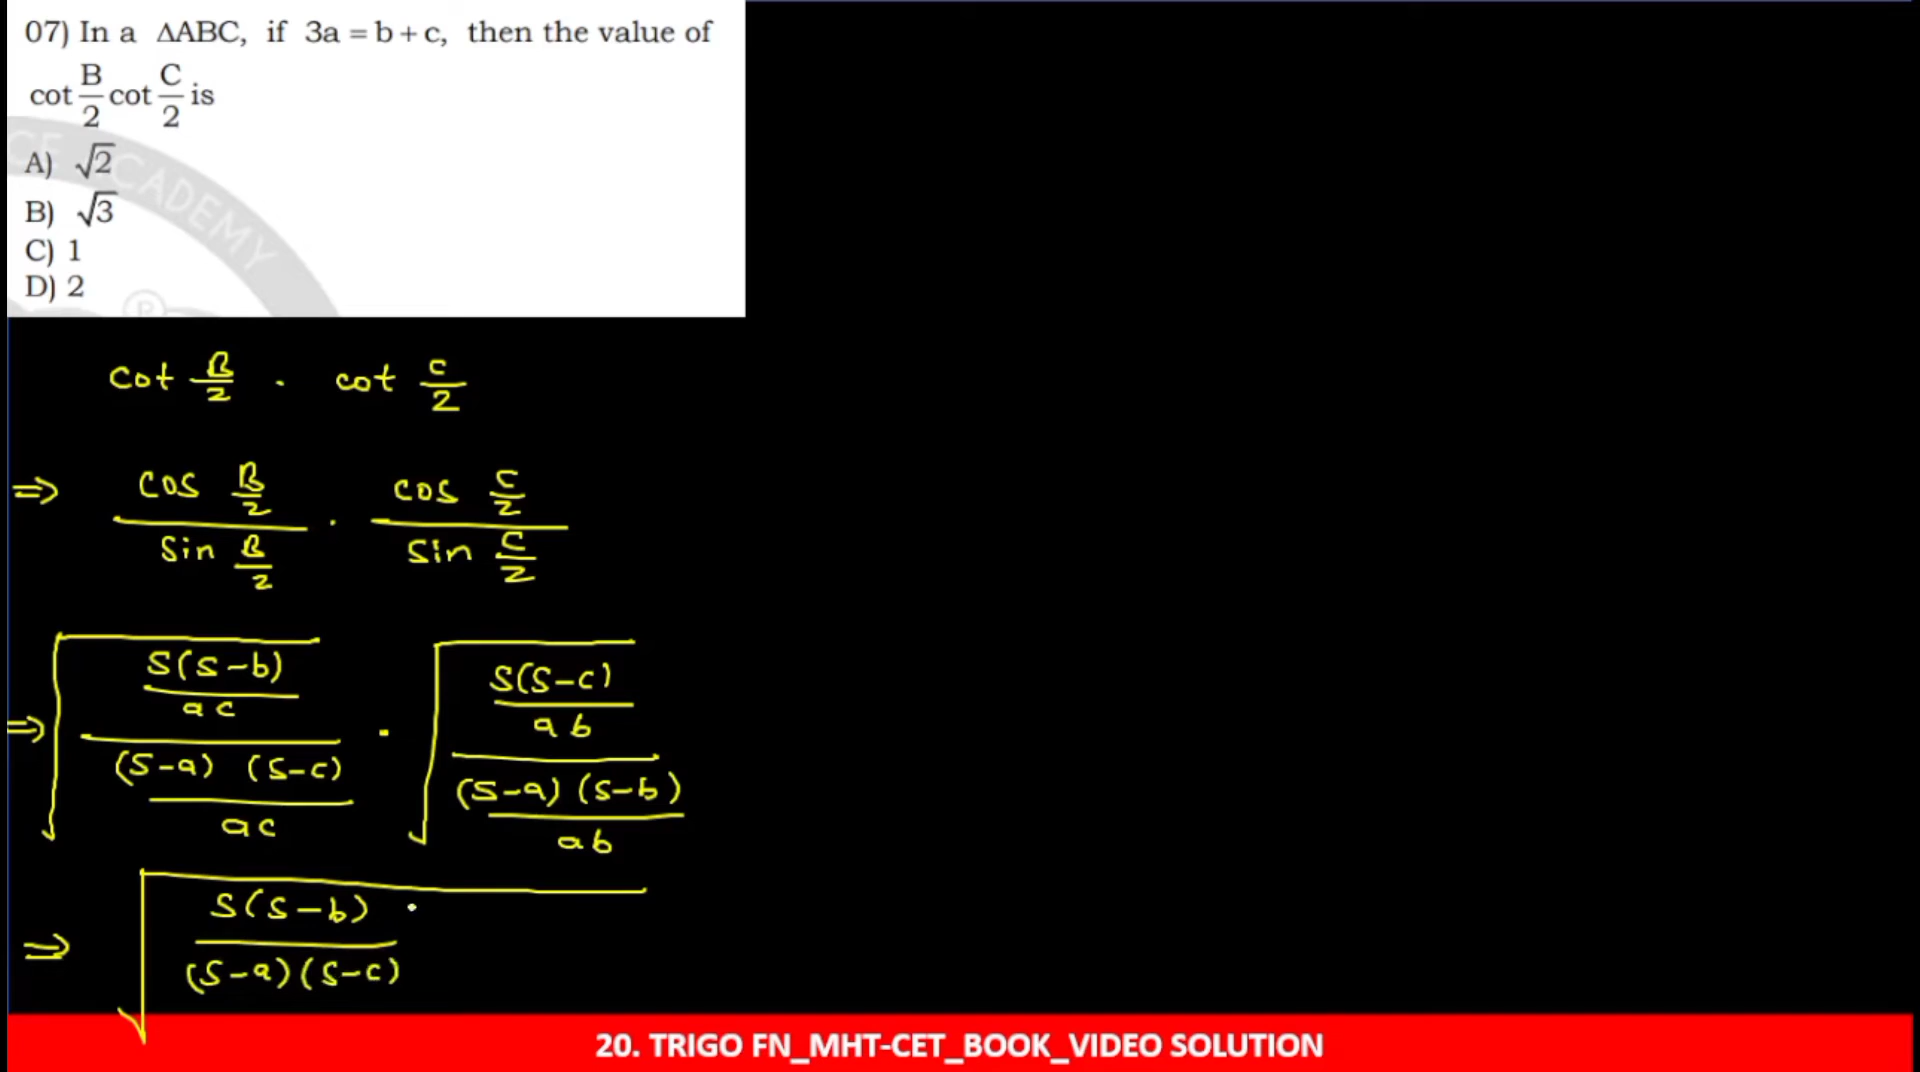 07) In a ΔABC, if 3a = b + c, then the value of
cot B/2 cot C/2 is
A) √2
B) √3
C) 1
D) 2
CE ACADEMY
®
cot B/2 · cot C/2
⇒ (cos B/2)/(sin B/2) · (cos C/2)/(sin C/2)
⇒ √((s(s-b)/ac)/((s-a)(s-c)/ac)) · √((s(s-c)/ab)/((s-a)(s-b)/ab))
⇒ √(s(s-b)/((s-a)(s-c)) ·
20. TRIGO FN_MHT-CET_BOOK_VIDEO SOLUTION